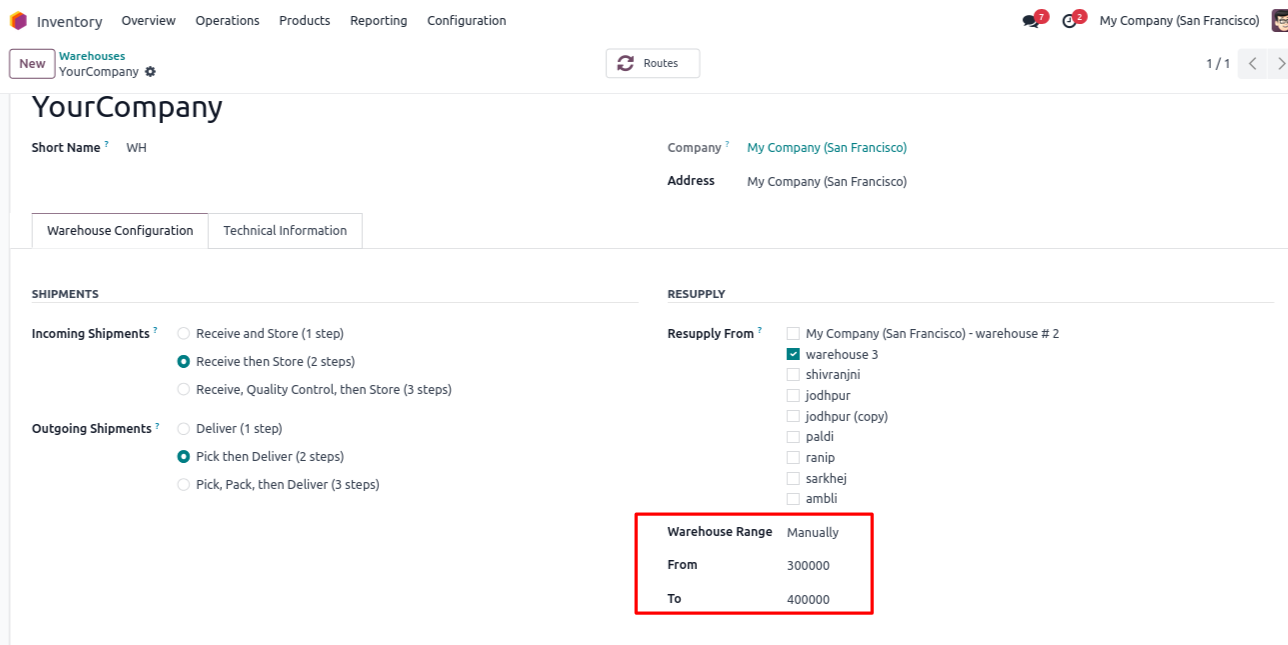 Inventory Overview Operations Products Reporting Configuration 7 2 My Company (San Francisco)
New Warehouses
YourCompany
Routes
1 / 1
YourCompany
Short Name ? WH
Company ? My Company (San Francisco)
Address My Company (San Francisco)
Warehouse Configuration Technical Information
SHIPMENTS
Incoming Shipments ? Receive and Store (1 step)
Receive then Store (2 steps)
Receive, Quality Control, then Store (3 steps)
Outgoing Shipments ? Deliver (1 step)
Pick then Deliver (2 steps)
Pick, Pack, then Deliver (3 steps)
RESUPPLY
Resupply From ? My Company (San Francisco) - warehouse # 2
warehouse 3
shivranjni
jodhpur
jodhpur (copy)
paldi
ranip
sarkhej
ambli
Warehouse Range Manually
From 300000
To 400000